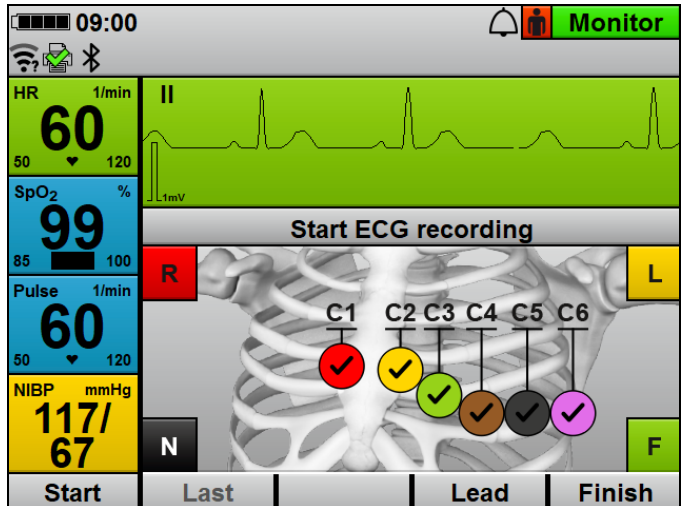 09:00
Monitor
?
HR 1/min
60
50 120
II
1mV
SpO2 %
99
85 100
Start ECG recording
Pulse 1/min
60
50 120
R
L
C1 C2 C3 C4 C5 C6
NIBP mmHg
117/
67
N
F
Start
Last
Lead
Finish